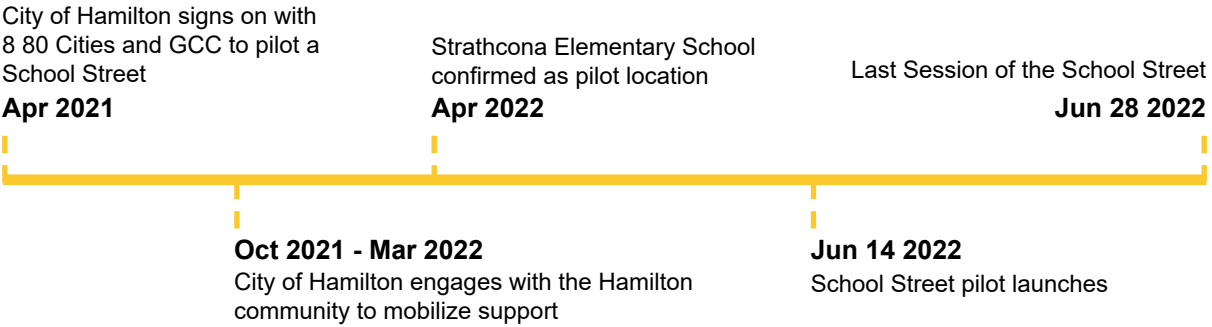 City of Hamilton signs on with
8 80 Cities and GCC to pilot a
School Street
Apr 2021
Strathcona Elementary School
confirmed as pilot location
Apr 2022
Last Session of the School Street
Jun 28 2022
Oct 2021 - Mar 2022
City of Hamilton engages with the Hamilton
community to mobilize support
Jun 14 2022
School Street pilot launches